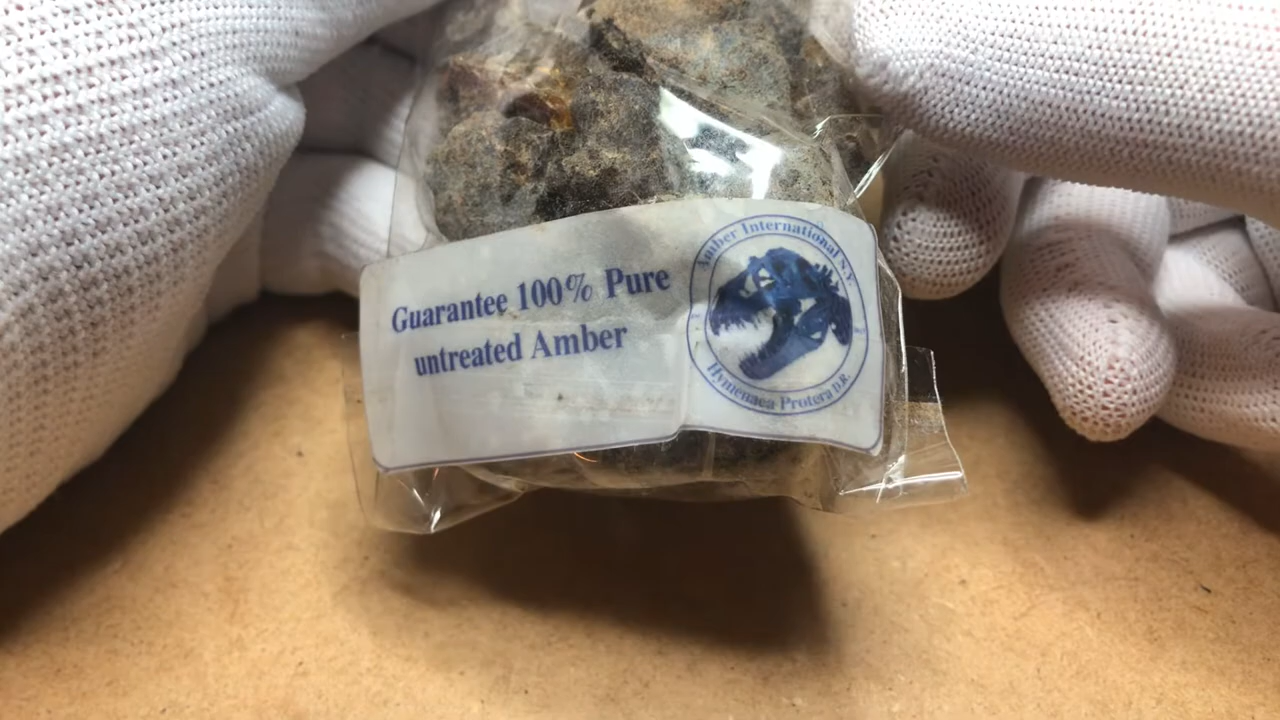 Guarantee 100% Pure
untreated Amber
Amber International N.Y.
Hymenaea Protera D.R.